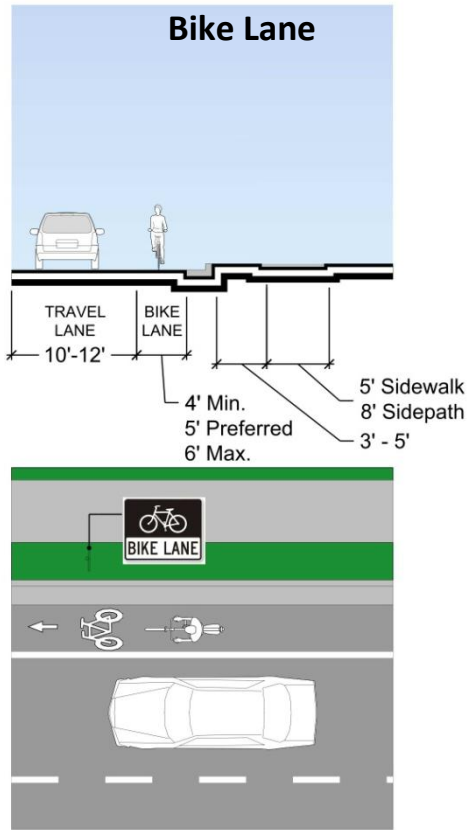 Bike Lane
TRAVEL
LANE
10'-12'
BIKE
LANE
4' Min.
5' Preferred
6' Max.
5' Sidewalk
8' Sidepath
3' - 5'
BIKE LANE